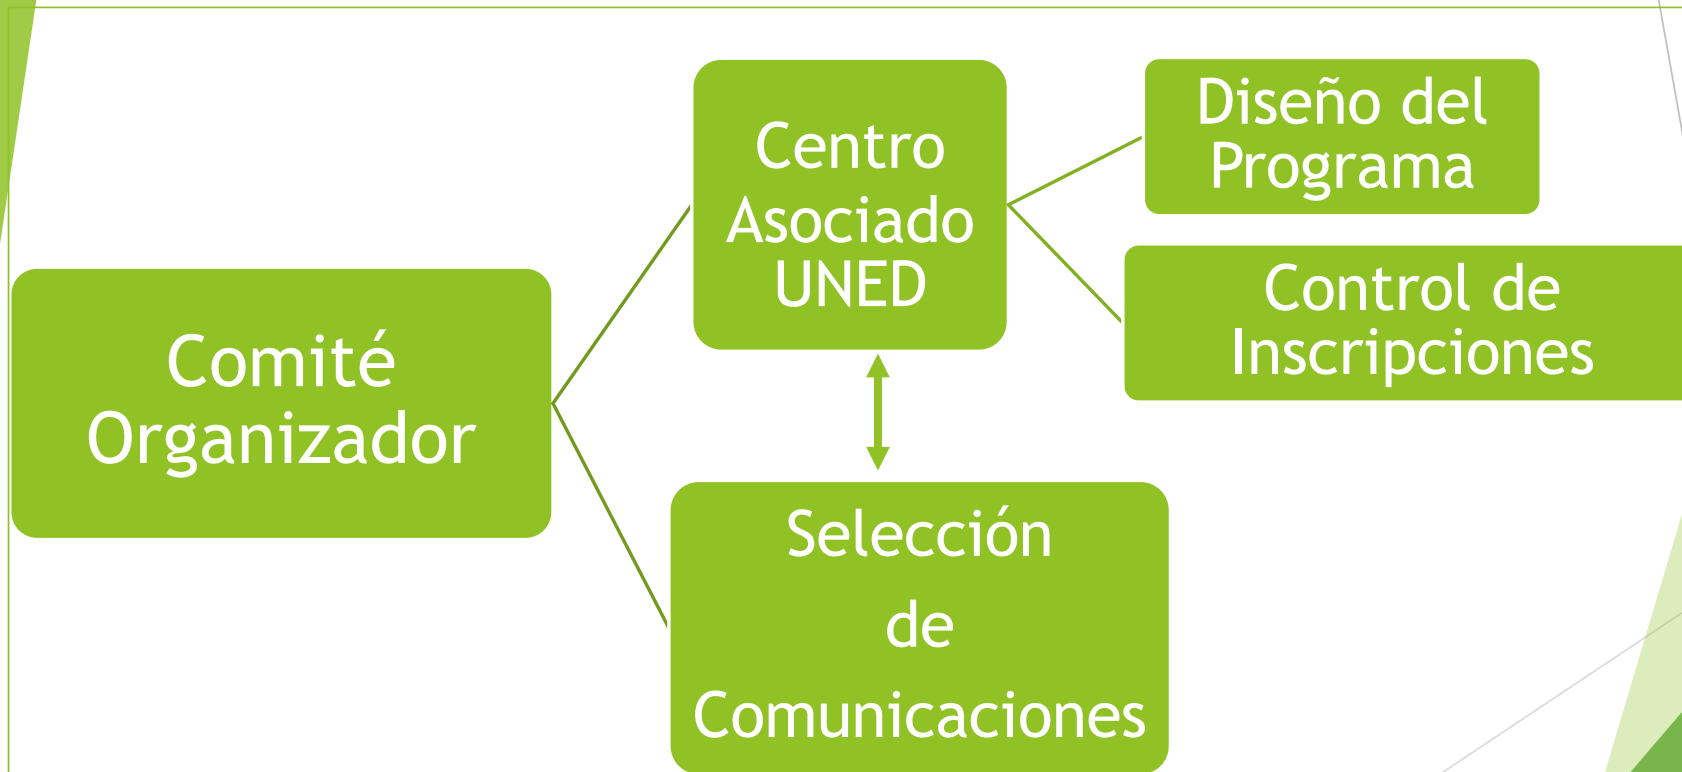 Comité
Organizador
Centro
Asociado
UNED
Diseño del
Programa
Control de
Inscripciones
Selección
de
Comunicaciones